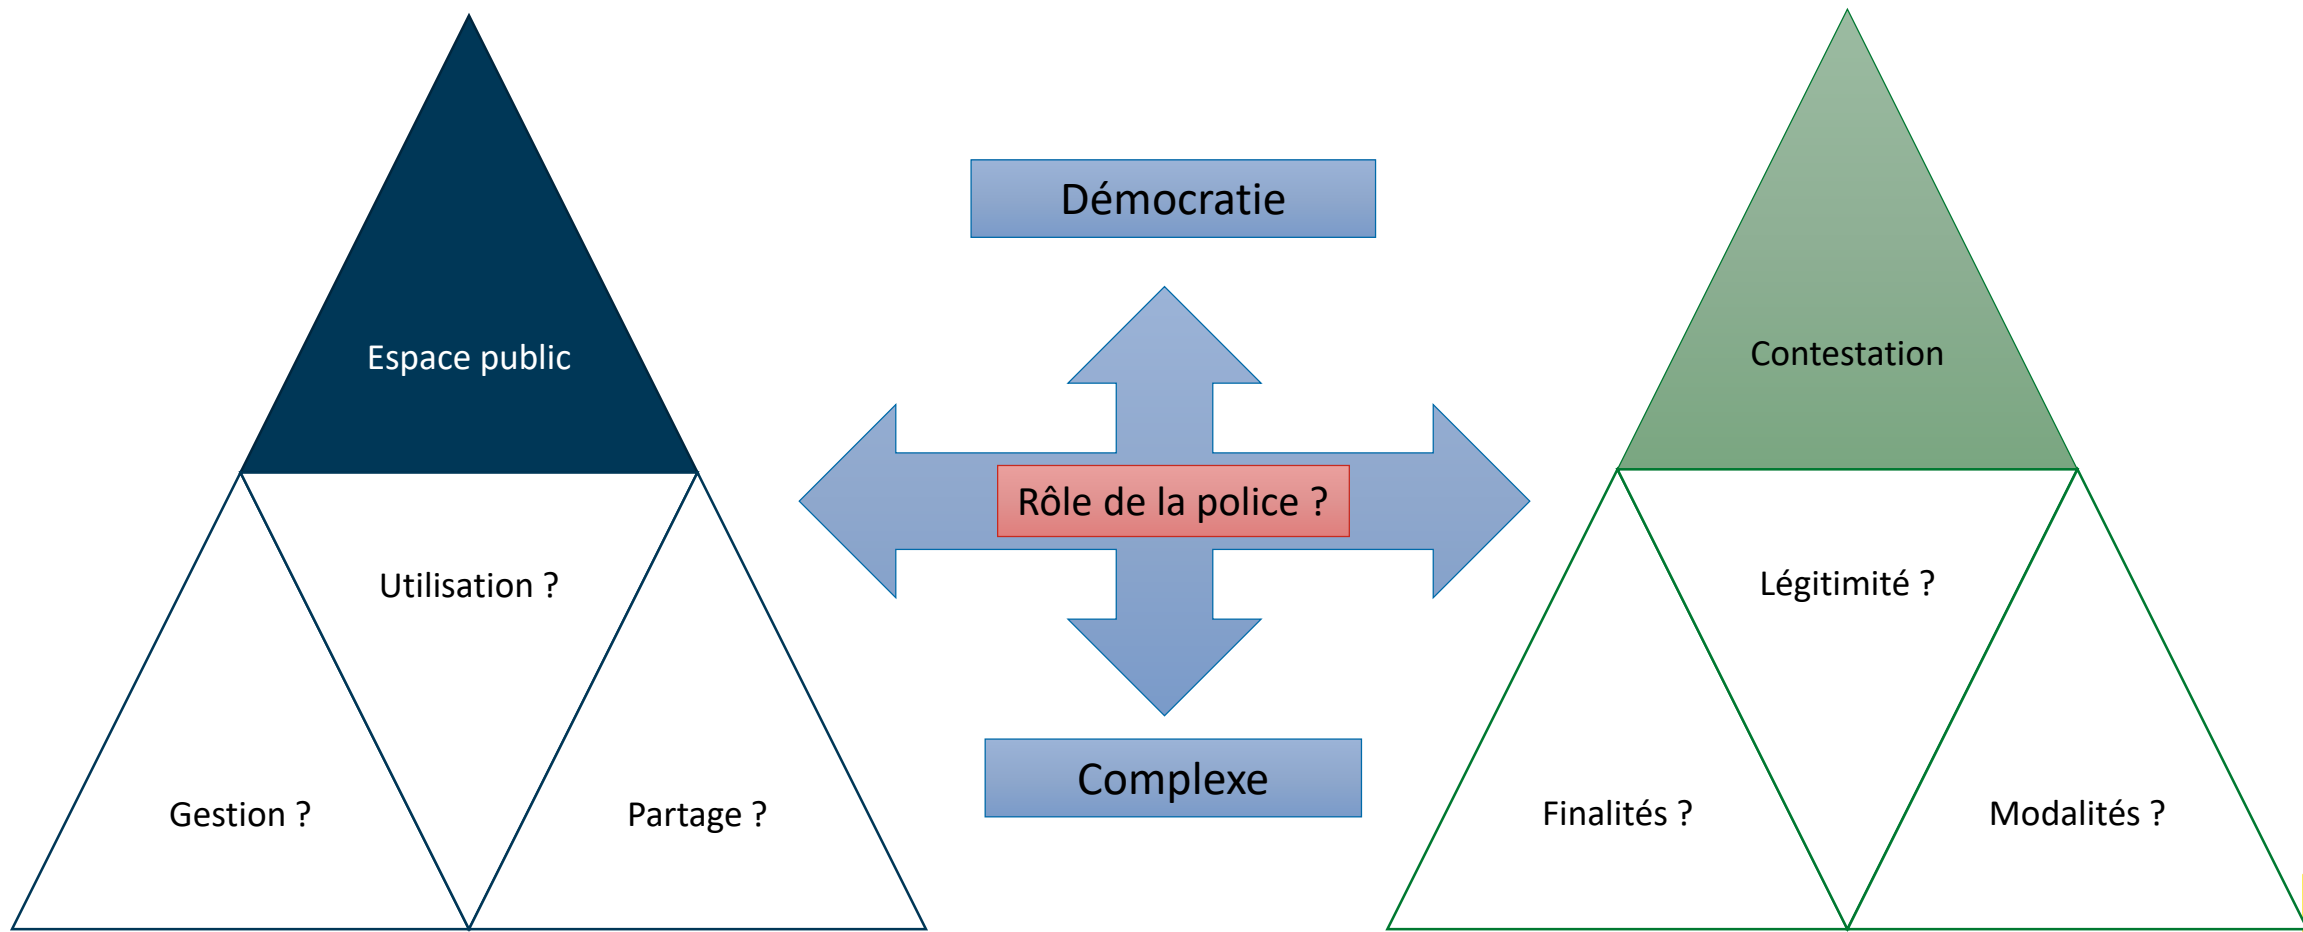 Espace public
Utilisation ?
Gestion ?
Partage ?
Démocratie
Rôle de la police ?
Complexe
Contestation
Légitimité ?
Finalités ?
Modalités ?